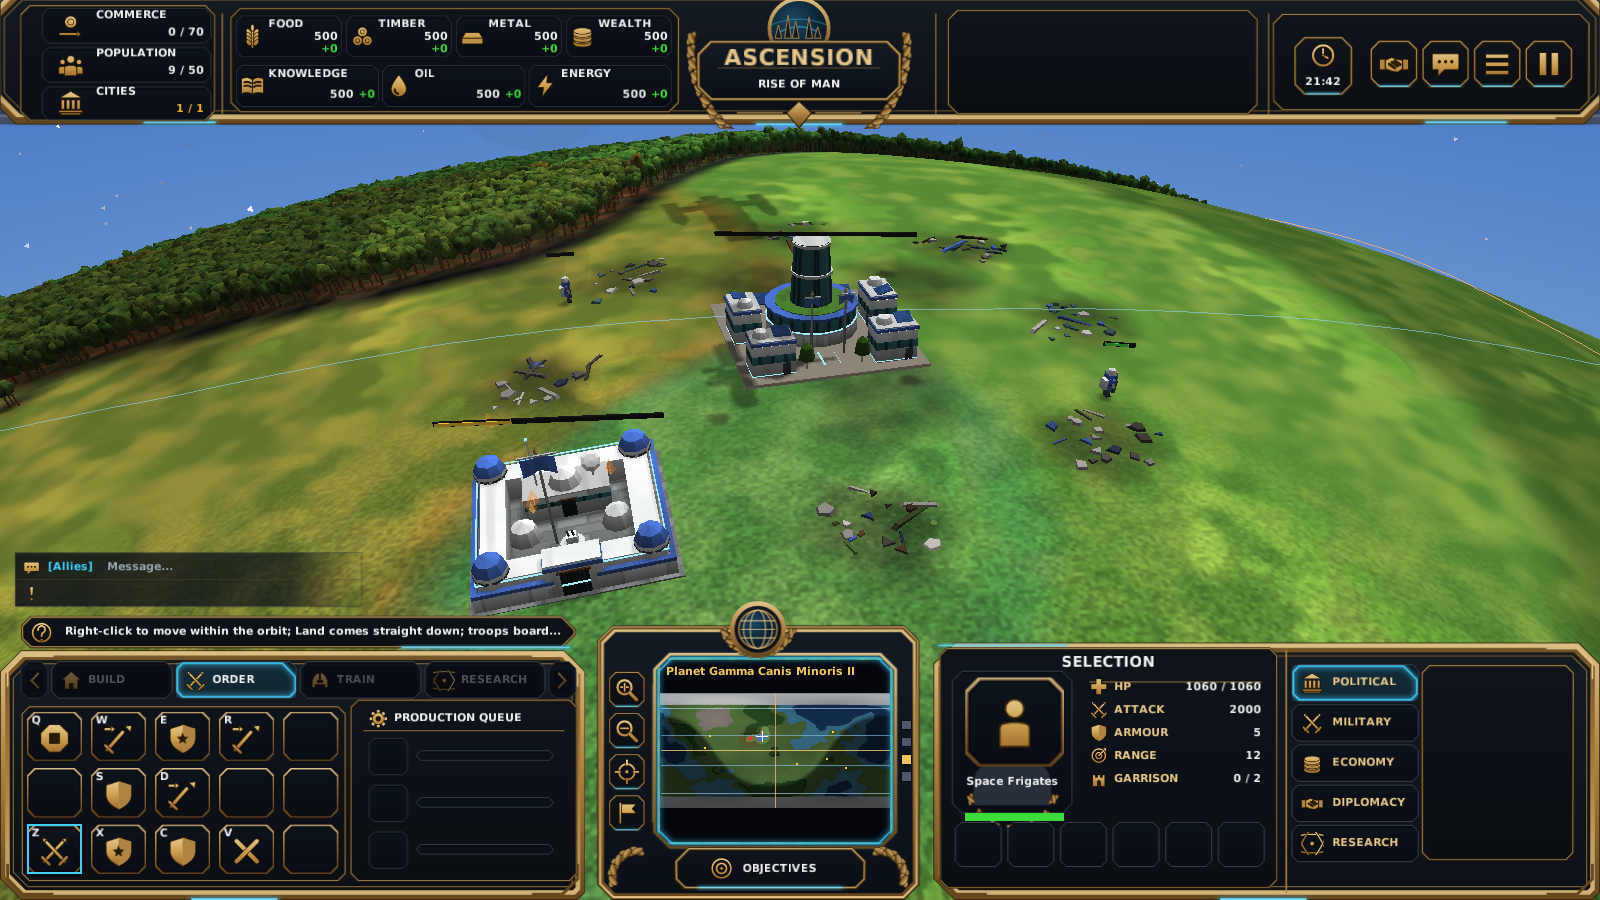 COMMERCE
0 / 70
POPULATION
9 / 50
CITIES
1 / 1
FOOD
500
+0
TIMBER
500
+0
METAL
500
+0
WEALTH
500
+0
KNOWLEDGE
500 +0
OIL
500 +0
ENERGY
500 +0
ASCENSION
RISE OF MAN
21:42
[Allies] Message...
!
Right-click to move within the orbit; Land comes straight down; troops board...
BUILD
ORDER
TRAIN
RESEARCH
Q
W
E
R
S
D
Z
X
C
V
PRODUCTION QUEUE
Planet Gamma Canis Minoris II
OBJECTIVES
SELECTION
Space Frigates
HP 1060 / 1060
ATTACK 2000
ARMOUR 5
RANGE 12
GARRISON 0 / 2
POLITICAL
MILITARY
ECONOMY
DIPLOMACY
RESEARCH